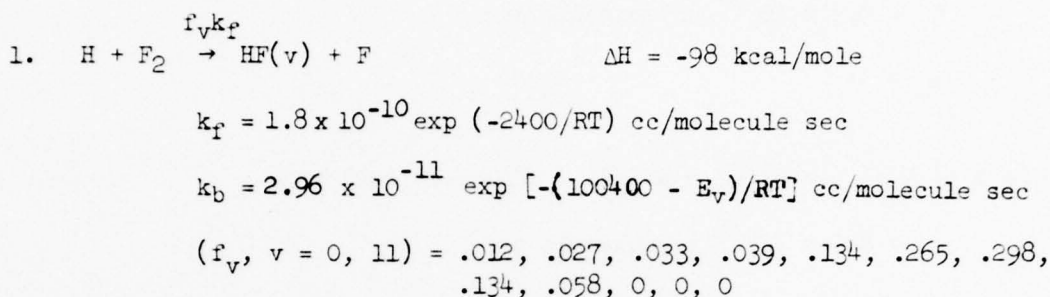 f_v k_f
1. H + F₂ → HF(v) + F ΔH = -98 kcal/mole
k_f = 1.8 x 10⁻¹⁰ exp (-2400/RT) cc/molecule sec
k_b = 2.96 x 10⁻¹¹ exp [-(100400 - E_v)/RT] cc/molecule sec
(f_v, v = 0, 11) = .012, .027, .033, .039, .134, .265, .298,
.134, .058, 0, 0, 0